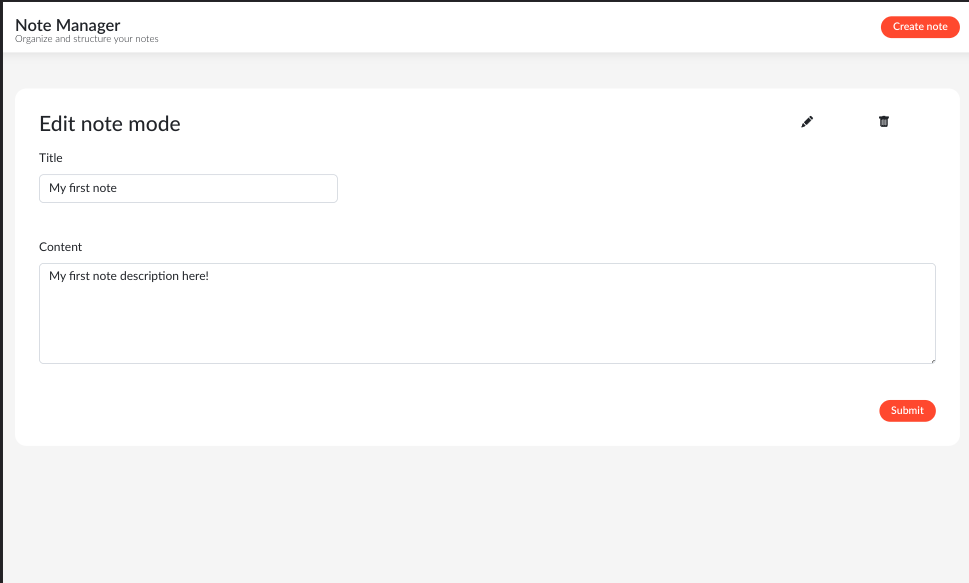 Note Manager
Organize and structure your notes
Create note
Edit note mode
Title
My first note
Content
My first note description here!
Submit